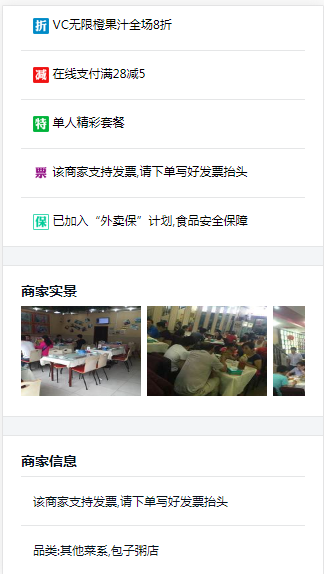 折 VC无限橙果汁全场8折
减 在线支付满28减5
特 单人精彩套餐
票 该商家支持发票,请下单写好发票抬头
保 已加入“外卖保”计划,食品安全保障
商家实景
商家信息
该商家支持发票,请下单写好发票抬头
品类:其他菜系,包子粥店